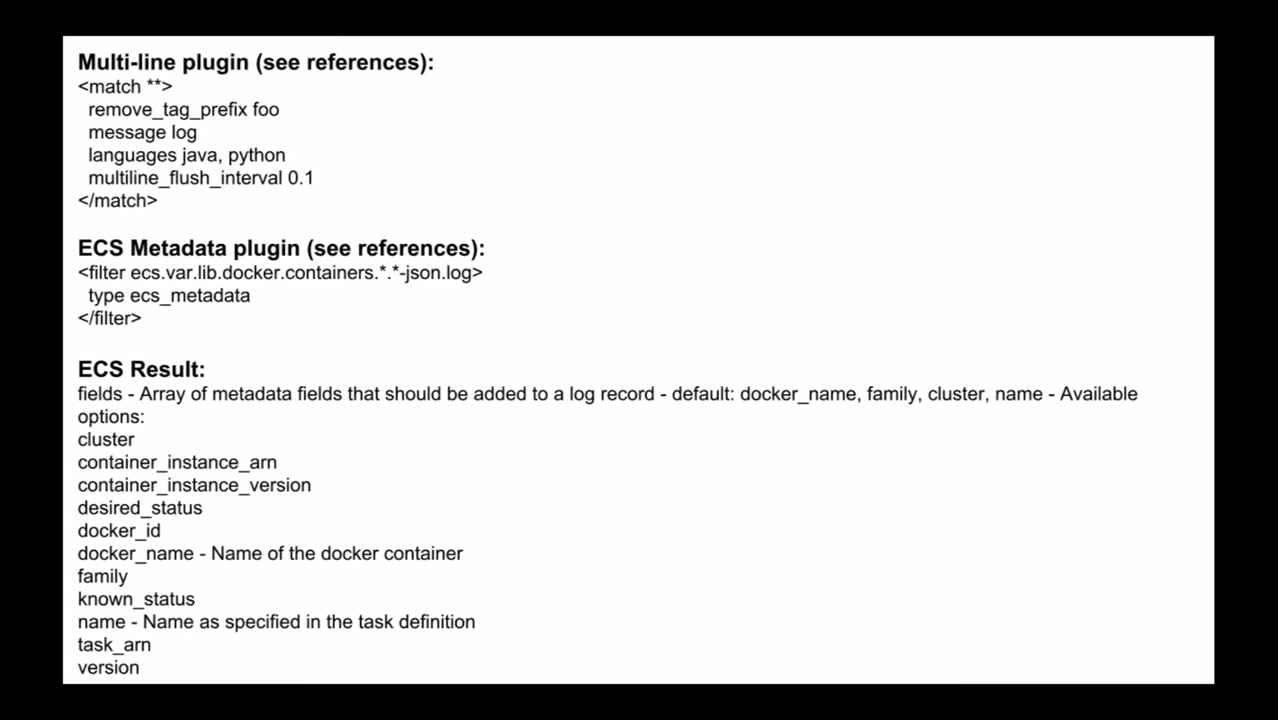 Multi-line plugin (see references):
<match **>
remove_tag_prefix foo
message log
languages java, python
multiline_flush_interval 0.1
</match>
ECS Metadata plugin (see references):
<filter ecs.var.lib.docker.containers.*.*-json.log>
type ecs_metadata
</filter>
ECS Result:
fields - Array of metadata fields that should be added to a log record - default: docker_name, family, cluster, name - Available
options:
cluster
container_instance_arn
container_instance_version
desired_status
docker_id
docker_name - Name of the docker container
family
known_status
name - Name as specified in the task definition
task_arn
version